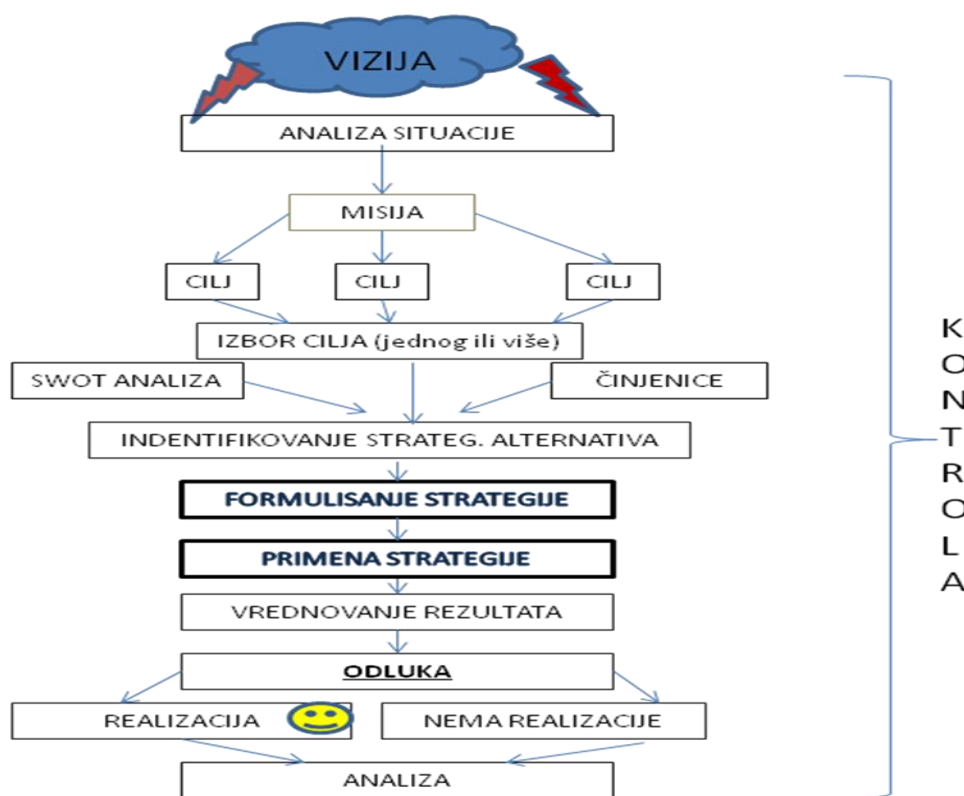 VIZIJA
ANALIZA SITUACIJE
MISIJA
CILJ
CILJ
CILJ
IZBOR CILJA (jednog ili više)
SWOT ANALIZA
ČINJENICE
INDENTIFIKOVANJE STRATEG. ALTERNATIVA
FORMULISANJE STRATEGIJE
PRIMENA STRATEGIJE
VREDNOVANJE REZULTATA
ODLUKA
REALIZACIJA
NEMA REALIZACIJE
ANALIZA
K
O
N
T
R
O
L
A